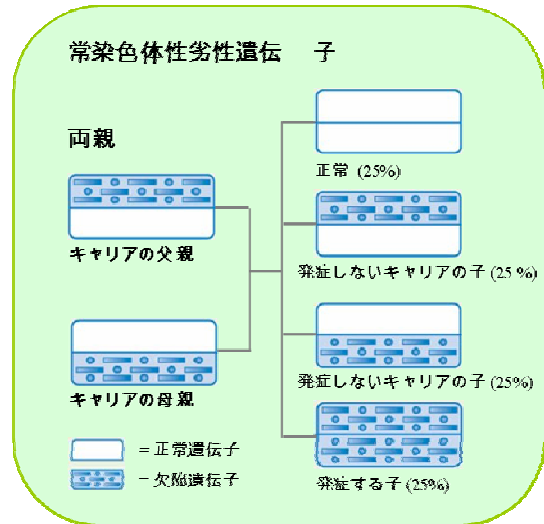 常染色体性劣性遺伝 子
両親
キャリアの父親
キャリアの母親
正常 (25%)
発症しないキャリアの子 (25 %)
発症しないキャリアの子 (25%)
発症する子 (25%)
= 正常遺伝子
= 欠陥遺伝子